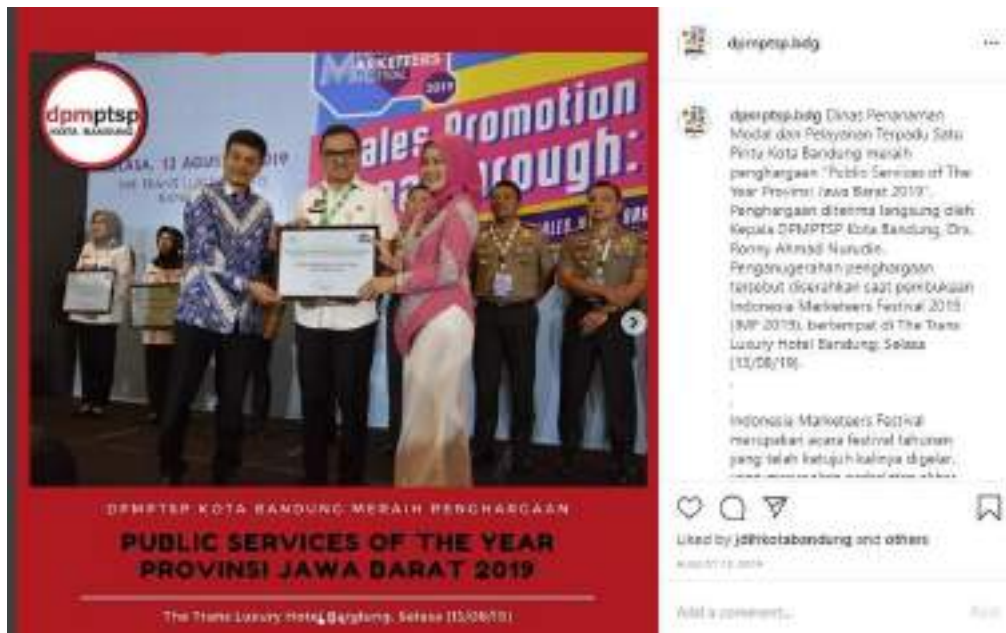 dpmptsp
KOTA BANDUNG
MARKETEERS
2019
Sales Promotion
Through:
SELASA, 13 AGUSTUS 2019
DPMPTSP KOTA BANDUNG MERAIH PENGHARGAAN
PUBLIC SERVICES OF THE YEAR
PROVINSI JAWA BARAT 2019
The Trans Luxury Hotel Bandung, Selasa (13/08/19)
dpmptsp.bdg
dpmptsp.bdg Dinas Penanaman
Modal dan Pelayanan Terpadu Satu
Pintu Kota Bandung meraih
penghargaan "Public Services of The
Year Provinsi Jawa Barat 2019".
Penghargaan diterima langsung oleh
Kepala DPMPTSP Kota Bandung, Drs.
Ronny Ahmad Nurudin.
Penganugerahan penghargaan
tersebut diserahkan saat pembukaan
Indonesia Marketeers Festival 2019
(IMF 2019), bertempat di The Trans
Luxury Hotel Bandung, Selasa
(13/08/19).
.
.
Indonesia Marketeers Festival
merupakan acara festival tahunan
yang telah ketujuh kalinya digelar,
Liked by jdihkotabandung and others
AUGUST 13, 2019
Add a comment...
Post